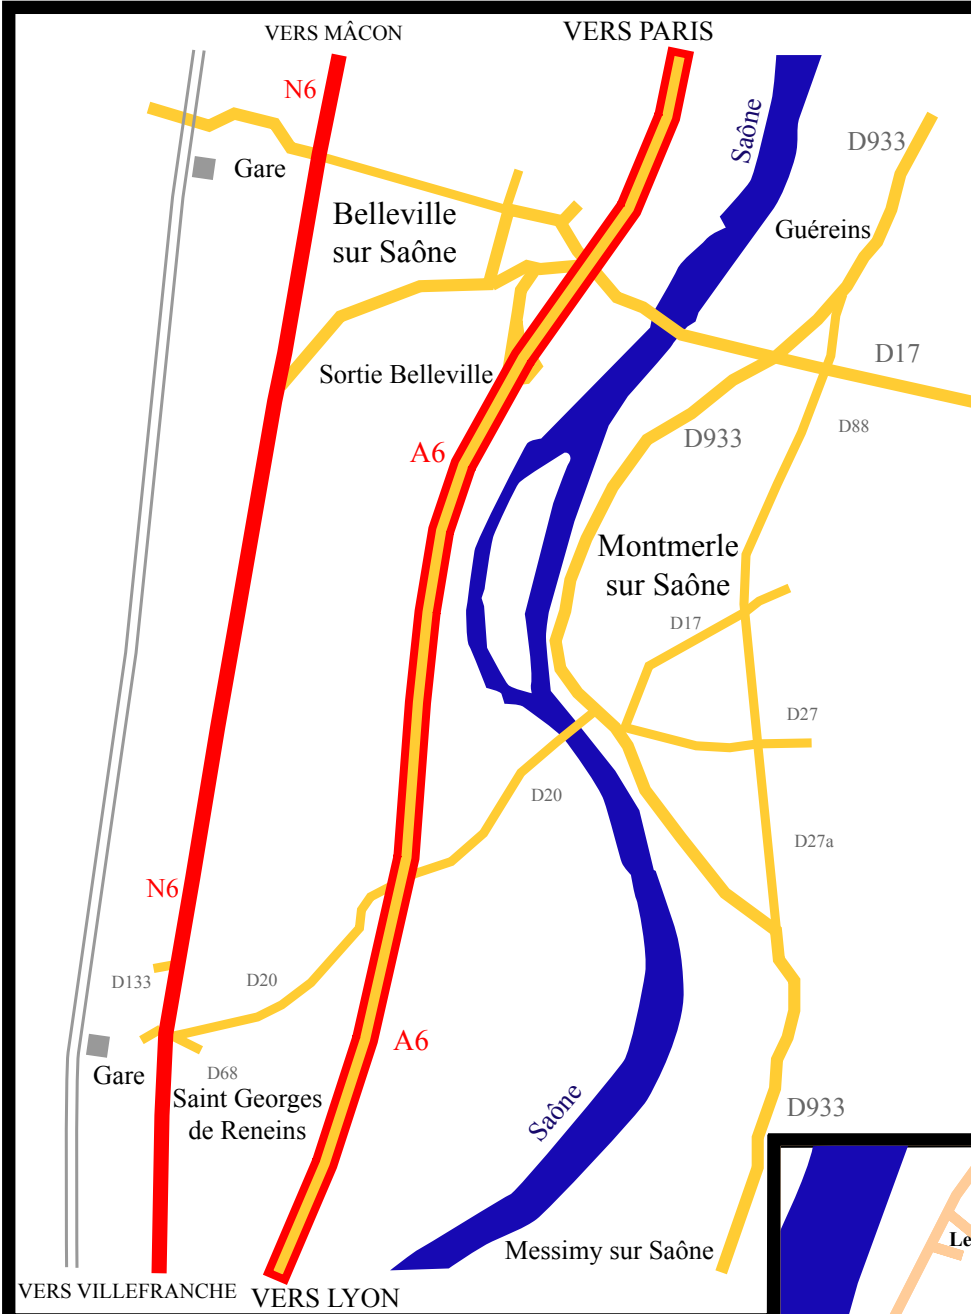 VERS MÂCON
VERS PARIS
N6
Saône
D933
Gare
Belleville
sur Saône
Guéreins
D17
Sortie Belleville
D88
D933
A6
Montmerle
sur Saône
D17
D27
D20
D27a
N6
D133
D20
A6
Gare
D68
Saint Georges
de Reneins
Saône
D933
Messimy sur Saône
Le
VERS VILLEFRANCHE
VERS LYON